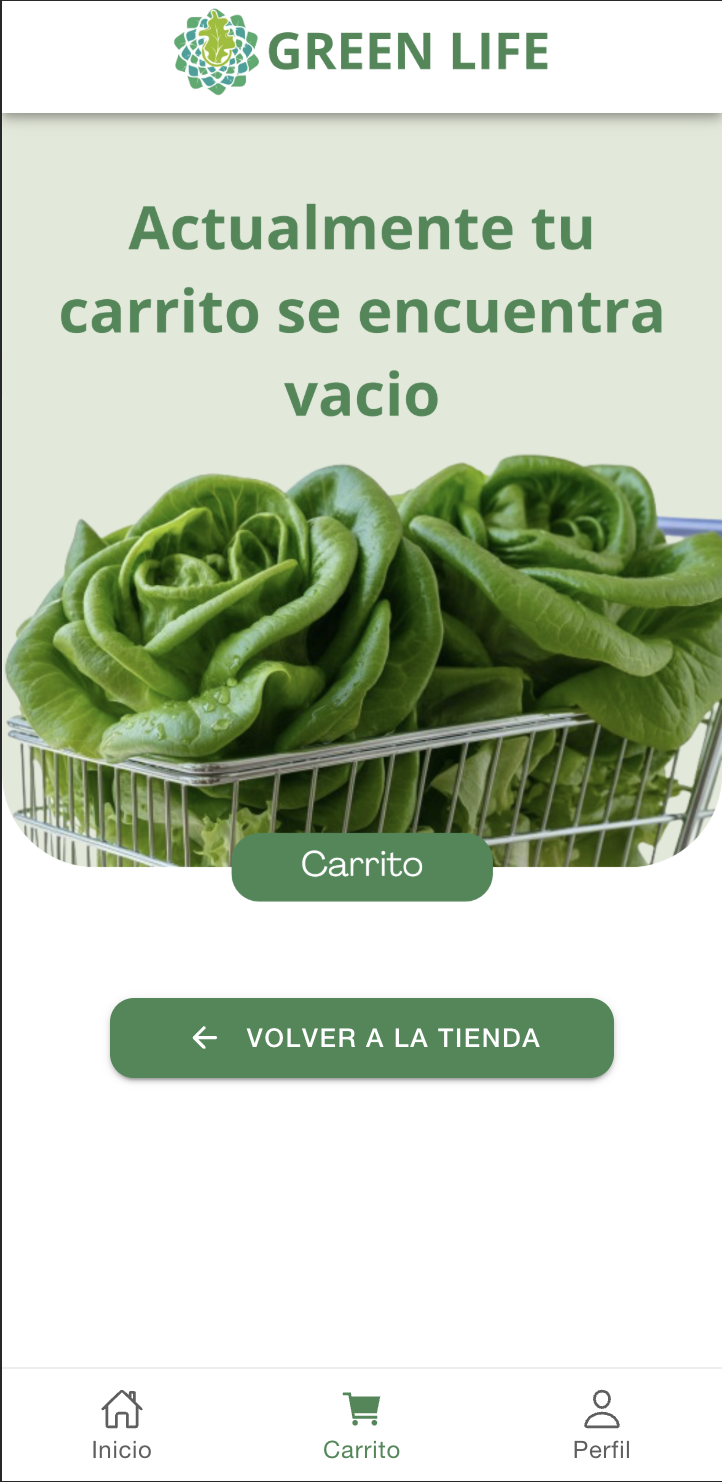 GREEN LIFE
Actualmente tu
carrito se encuentra
vacio
Carrito
VOLVER A LA TIENDA
Inicio
Carrito
Perfil